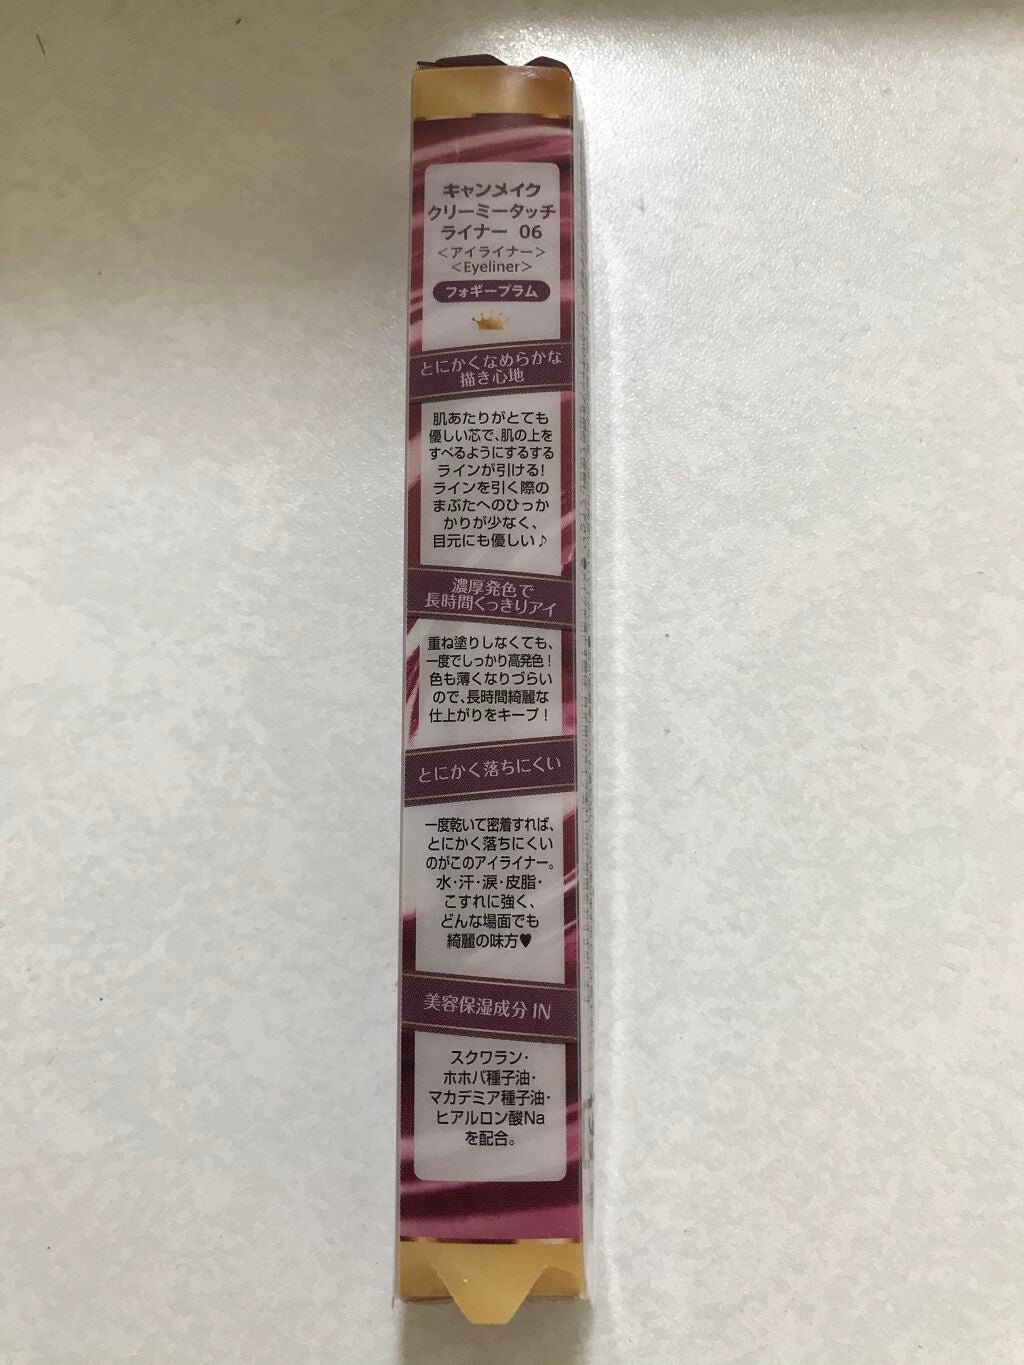 キャンメイク
クリーミータッチ
ライナー 06
<アイライナー>
<Eyeliner>
フォギープラム
とにかくなめらかな
描き心地
肌あたりがとても
優しい芯で、肌の上を
すべるようにするする
ラインが引ける!
ラインを引く際の
まぶたへのひっか
かりが少なく、
目元にも優しい♪
濃厚発色で
長時間くっきりアイ
重ね塗りしなくても、
一度でしっかり高発色!
色も薄くなりづらい
ので、長時間綺麗な
仕上がりをキープ!
とにかく落ちにくい
一度乾いて密着すれば、
とにかく落ちにくい
のがこのアイライナー。
水・汗・涙・皮脂・
こすれに強く、
どんな場面でも
綺麗の味方♥
美容保湿成分 IN
スクワラン・
ホホバ種子油・
マカデミア種子油・
ヒアルロン酸Na
を配合。